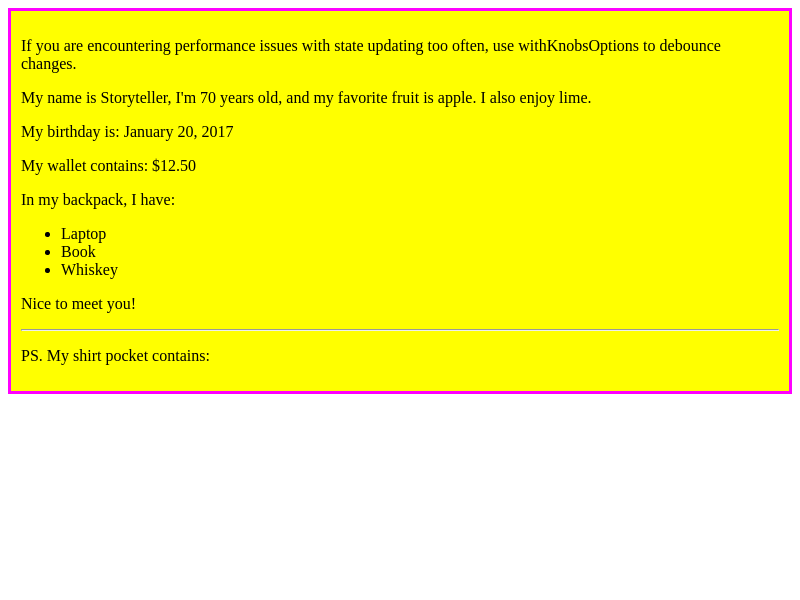 If you are encountering performance issues with state updating too often, use withKnobsOptions to debounce
changes.
My name is Storyteller, I'm 70 years old, and my favorite fruit is apple. I also enjoy lime.
My birthday is: January 20, 2017
My wallet contains: $12.50
In my backpack, I have:
• Laptop
• Book
• Whiskey
Nice to meet you!
PS. My shirt pocket contains: